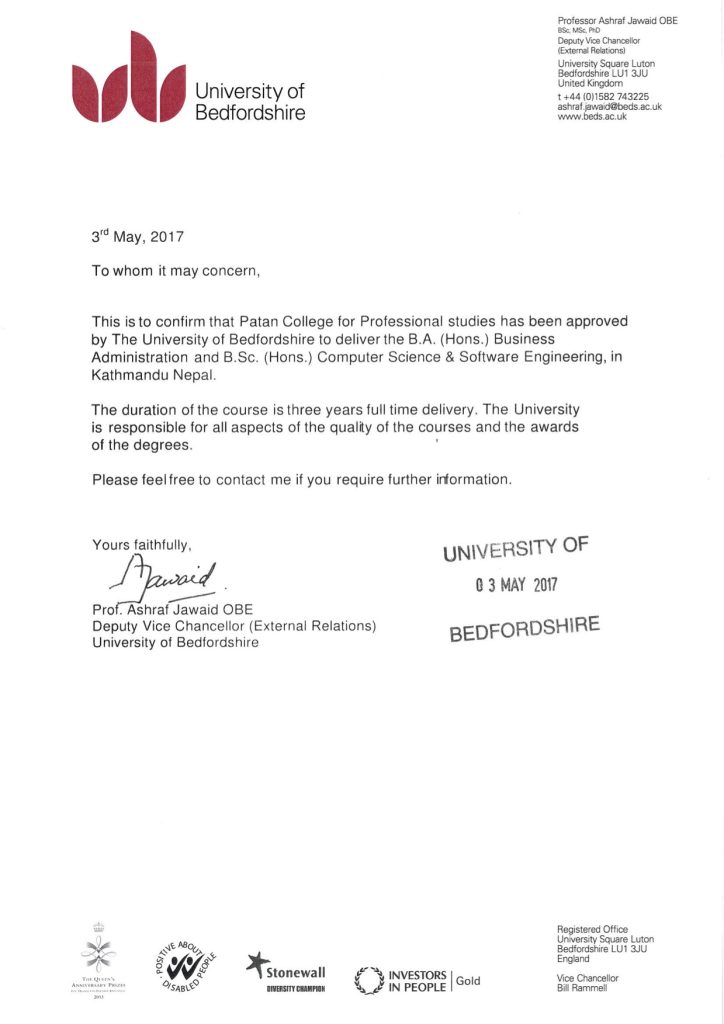 Professor Ashraf Jawaid OBE
BSc, MSc, PhD
Deputy Vice Chancellor
(External Relations)
University Square Luton
Bedfordshire LU1 3JU
United Kingdom
t +44 (0)1582 743225
ashraf.jawaid@beds.ac.uk
www.beds.ac.uk
University of
Bedfordshire
3rd May, 2017
To whom it may concern,
This is to confirm that Patan College for Professional studies has been approved
by The University of Bedfordshire to deliver the B.A. (Hons.) Business
Administration and B.Sc. (Hons.) Computer Science & Software Engineering, in
Kathmandu Nepal.
The duration of the course is three years full time delivery. The University
is responsible for all aspects of the quality of the courses and the awards
of the degrees.
Please feel free to contact me if you require further information.
Yours faithfully,
AJawaid
Prof. Ashraf Jawaid OBE
Deputy Vice Chancellor (External Relations)
University of Bedfordshire
UNIVERSITY OF
03 MAY 2017
BEDFORDSHIRE
THE QUEEN'S
ANNIVERSARY PRIZES
2013
POSITIVE ABOUT DISABLED PEOPLE
Stonewall
DIVERSITY CHAMPION
INVESTORS
IN PEOPLE
Gold
Registered Office
University Square Luton
Bedfordshire LU1 3JU
England
Vice Chancellor
Bill Rammell